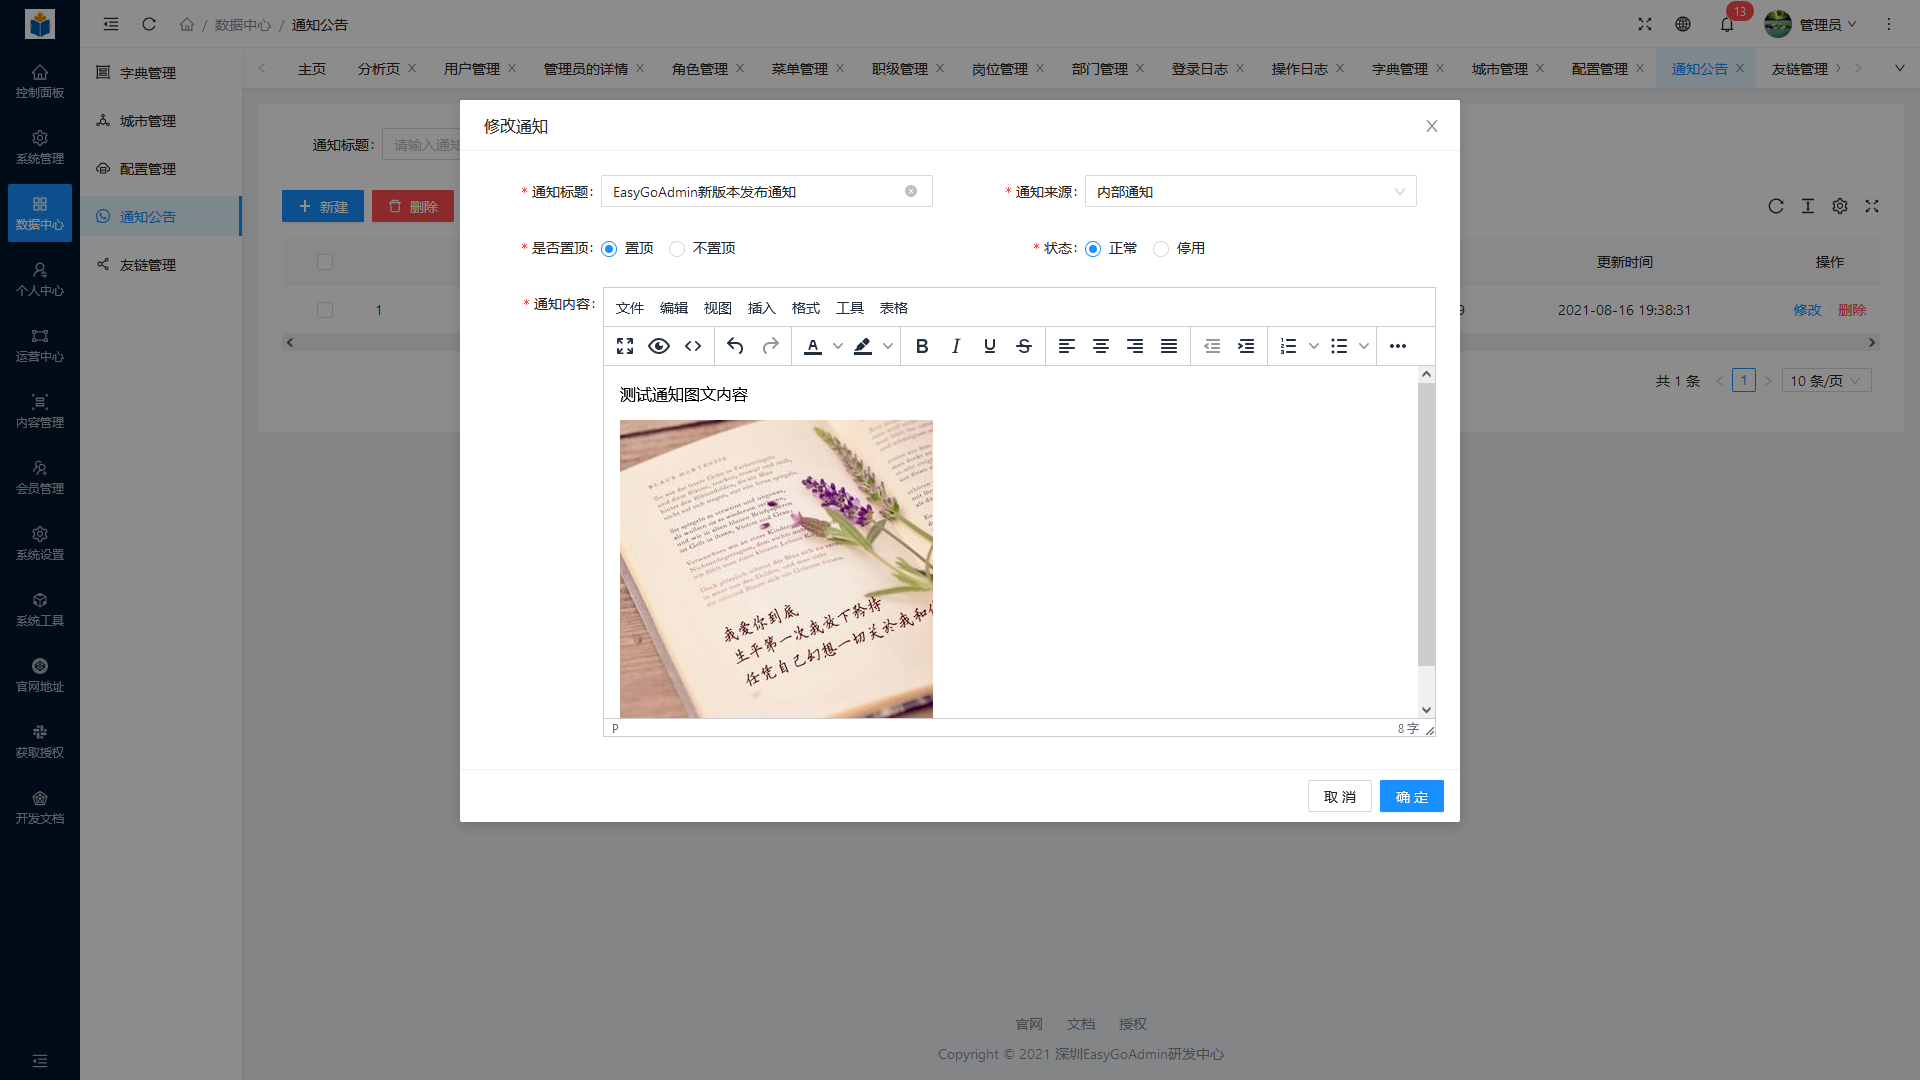 数据中心 / 通知公告
13
管理员
控制面板
系统管理
数据中心
个人中心
运营中心
内容管理
会员管理
系统设置
系统工具
官网地址
获取授权
开发文档
字典管理
城市管理
配置管理
通知公告
友链管理
主页 分析页 用户管理 管理员的详情 角色管理 菜单管理 职级管理 岗位管理 部门管理 登录日志 操作日志 字典管理 城市管理 配置管理 通知公告 友链管理
通知标题: 请输入通知
新建 删除
更新时间 操作
1 9 2021-08-16 19:38:31 修改 删除
共 1 条 1 10 条/页
修改通知
* 通知标题: EasyGoAdmin新版本发布通知
* 通知来源: 内部通知
* 是否置顶: 置顶 不置顶
* 状态: 正常 停用
* 通知内容: 文件 编辑 视图 插入 格式 工具 表格
测试通知图文内容
我爱你到底
生平第一次我放下矜持
任凭自己幻想一切关於我和
P 8 字
取 消 确 定
官网 文档 授权
Copyright © 2021 深圳EasyGoAdmin研发中心